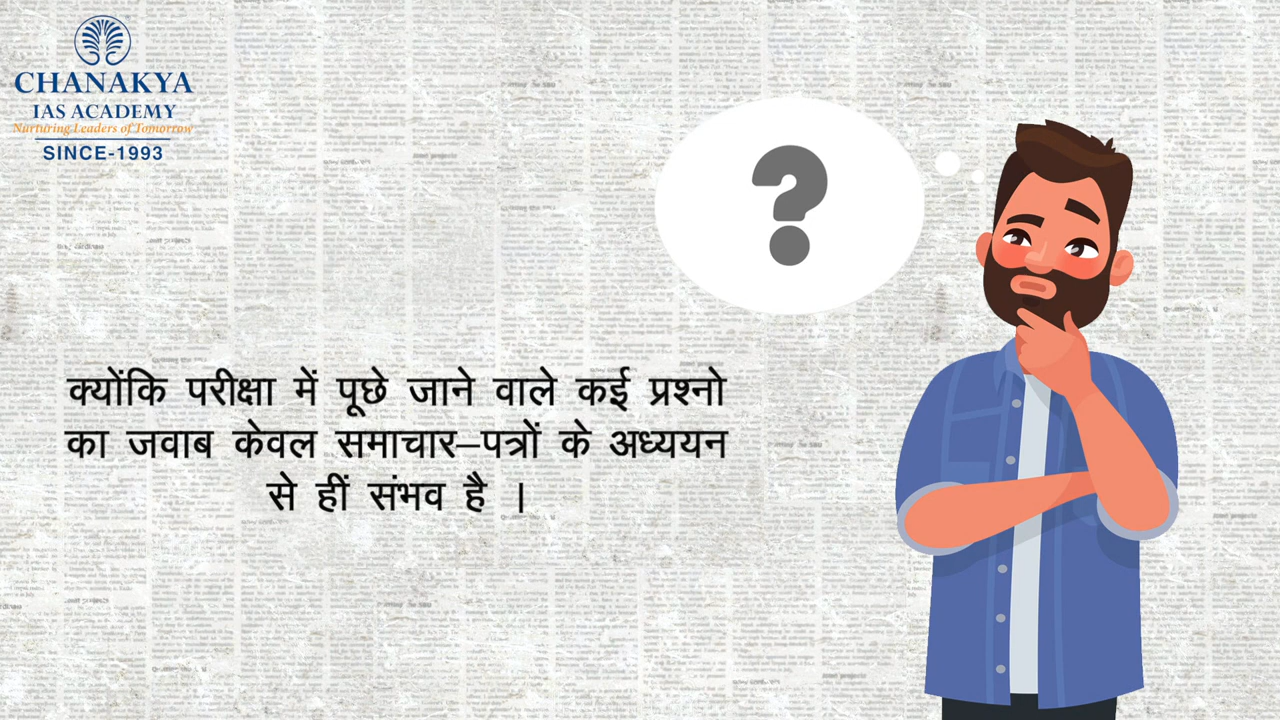 CHANAKYA
IAS ACADEMY
Nurturing Leaders of Tomorrow
SINCE-1993
?
क्योंकि परीक्षा में पूछे जाने वाले कई प्रश्नो
का जवाब केवल समाचार–पत्रों के अध्ययन
से हीं संभव है ।